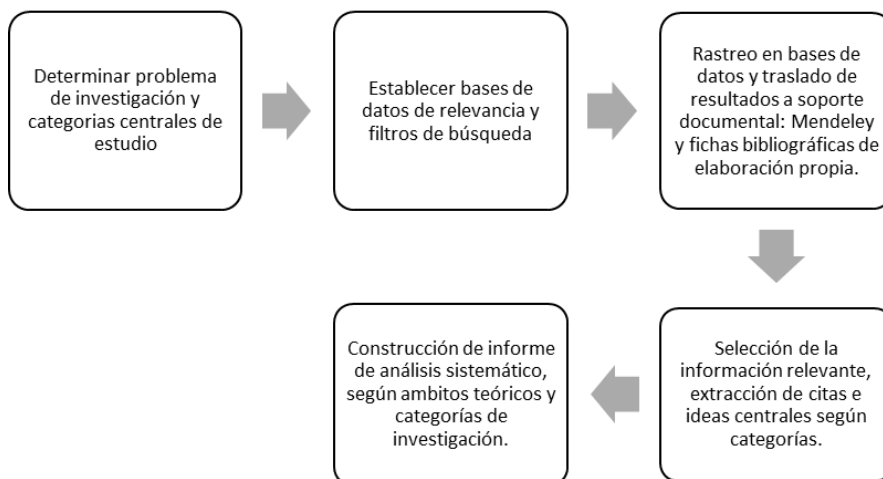 Determinar problema
de investigación y
categorias centrales de
estudio
Establecer bases de
datos de relevancia y
filtros de búsqueda
Rastreo en bases de
datos y traslado de
resultados a soporte
documental: Mendeley
y fichas bibliográficas de
elaboración propia.
Selección de la
información relevante,
extracción de citas e
ideas centrales según
categorías.
Construcción de informe
de análisis sistemático,
según ambitos teóricos y
categorías de
investigación.